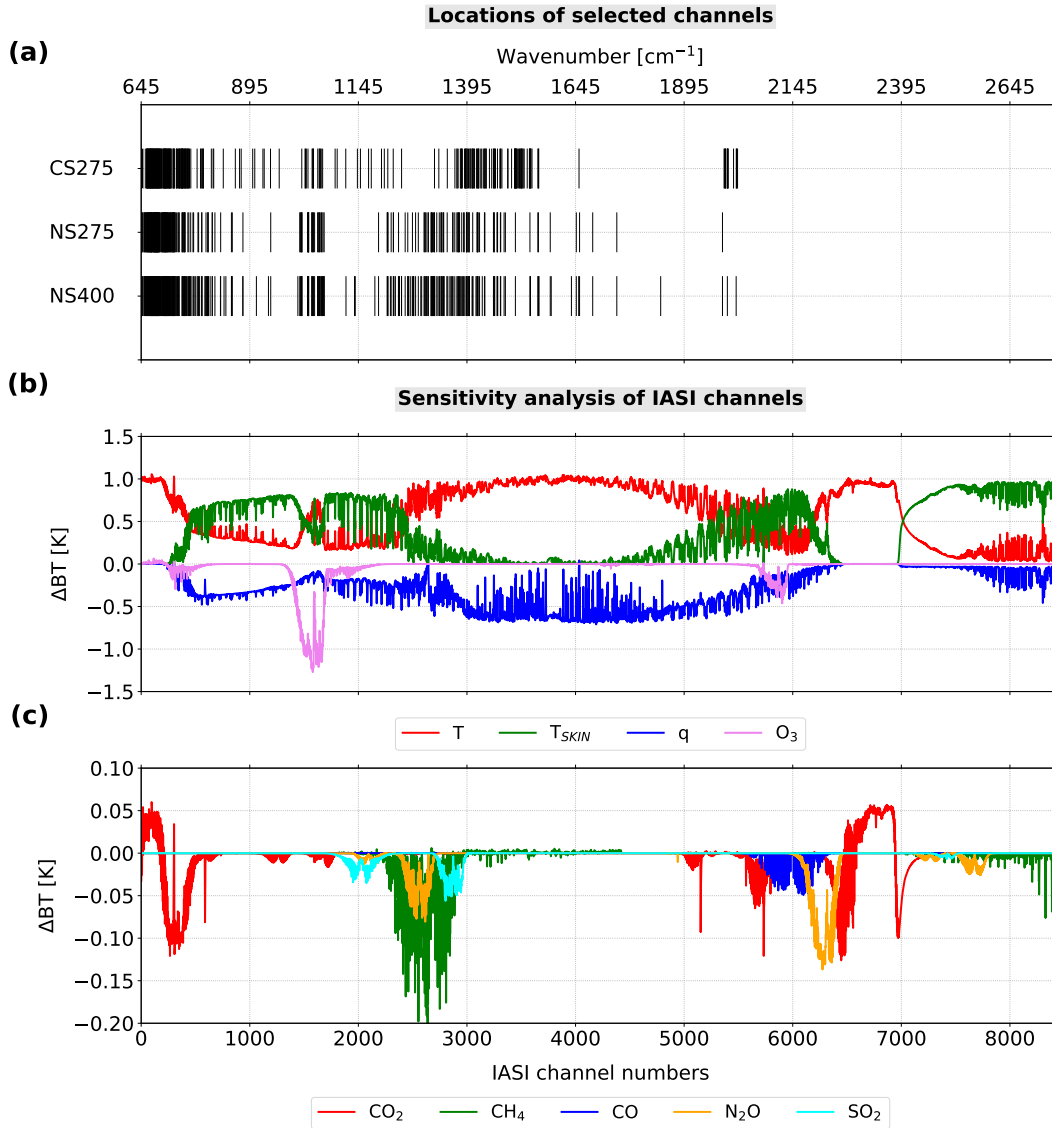 Locations of selected channels
(a)
Wavenumber [cm⁻¹]
645 895 1145 1395 1645 1895 2145 2395 2645
CS275
NS275
NS400
(b)
Sensitivity analysis of IASI channels
1.5
1.0
0.5
0.0
−0.5
−1.0
−1.5
ΔBT [K]
T T_SKIN q O₃
(c)
0.10
0.05
0.00
−0.05
−0.10
−0.15
−0.20
ΔBT [K]
0 1000 2000 3000 4000 5000 6000 7000 8000
IASI channel numbers
CO₂ CH₄ CO N₂O SO₂